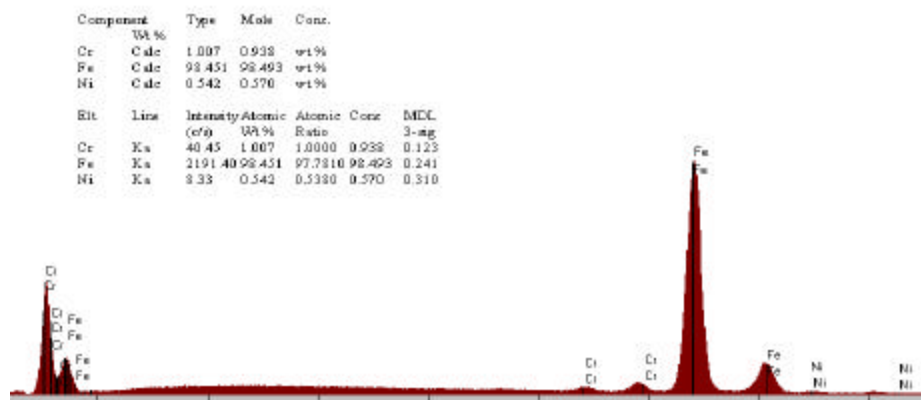 Component Type Mole Conc.
Wt %
Cr Calc 1.007 0.938 wt%
Fe Calc 98.451 98.493 wt%
Ni Calc 0.542 0.570 wt%
Elt. Line Intensity Atomic Atomic Conc MDL
(c/s) Wt% Ratio 3-sig
Cr Ka 40.45 1.007 1.0000 0.938 0.123
Fe Ka 2191.40 98.451 97.7810 98.493 0.241
Ni Ka 8.33 0.542 0.5380 0.570 0.310
Fe
Fe
Cr
Cr
Cr
Cr
Cr
Fe
Fe
Fe
Fe
Cr
Cr
Cr
Cr
Fe
Fe
Ni
Ni
Ni
Ni